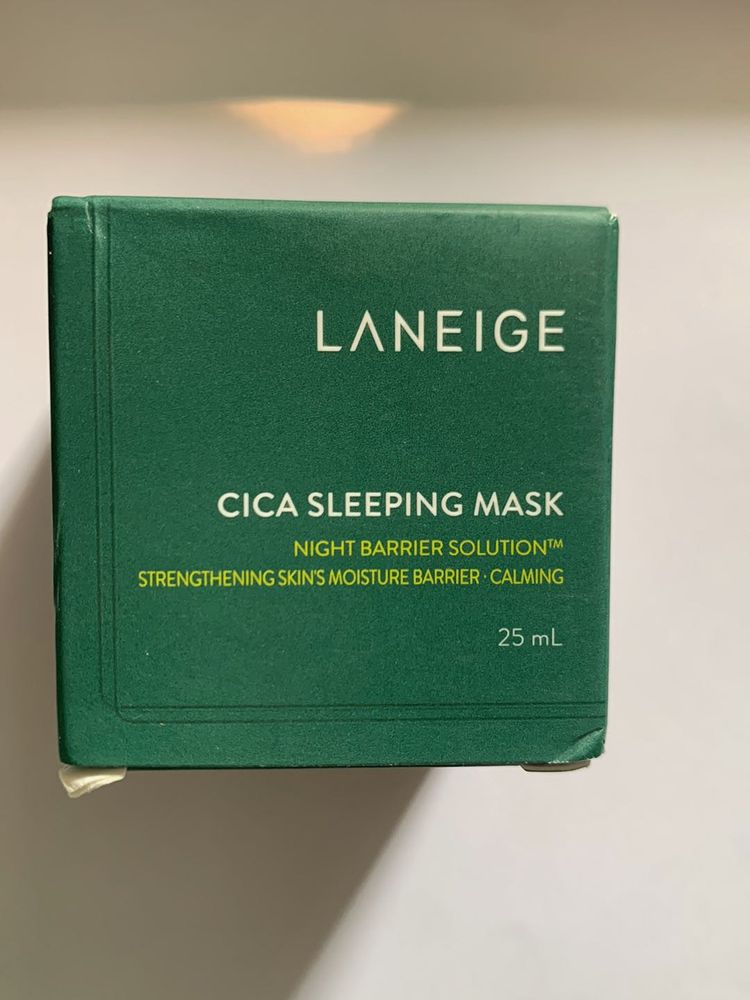 LANEIGE
CICA SLEEPING MASK
NIGHT BARRIER SOLUTION™
STRENGTHENING SKIN'S MOISTURE BARRIER · CALMING
25 mL